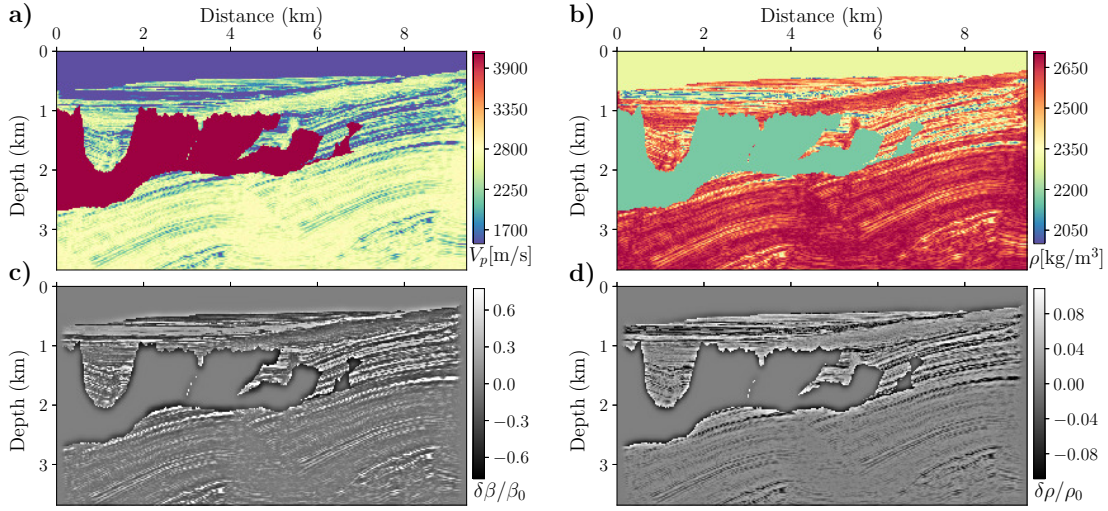 a)
Distance (km)
0 2 4 6 8
Depth (km)
0
1
2
3
3900
3350
2800
2250
1700
V_p[m/s]
b)
Distance (km)
0 2 4 6 8
Depth (km)
0
1
2
3
2650
2500
2350
2200
2050
ρ[kg/m³]
c)
Depth (km)
0
1
2
3
0.6
0.3
0.0
−0.3
−0.6
δβ/β₀
d)
Depth (km)
0
1
2
3
0.08
0.04
0.00
−0.04
−0.08
δρ/ρ₀